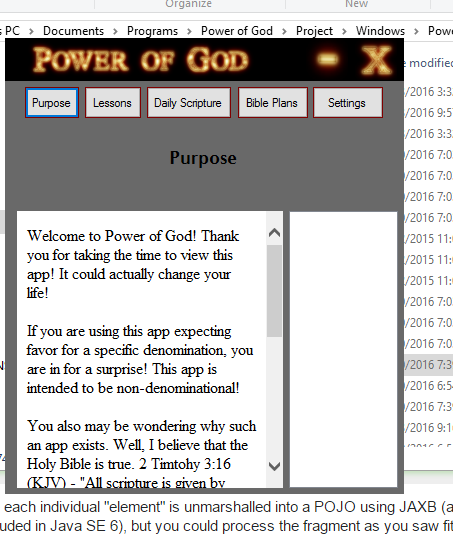 Organize New
s PC > Documents > Programs > Power of God > Project > Windows > Powe
POWER OF GOD - X
e modified
Purpose Lessons Daily Scripture Bible Plans Settings
Purpose
Welcome to Power of God! Thank
you for taking the time to view this
app! It could actually change your
life!
If you are using this app expecting
favor for a specific denomination, you
are in for a surprise! This app is
intended to be non-denominational!
You also may be wondering why such
an app exists. Well, I believe that the
Holy Bible is true. 2 Timtohy 3:16
(KJV) - "All scripture is given by
/2016 3:3
/2016 9:5
/2016 3:3
/2016 7:0
/2016 7:0
/2016 7:0
/2016 7:0
/2015 11:
/2015 11:
/2015 11:
/2016 7:0
/2016 7:0
/2016 7:0
/2016 7:3
/2016 6:5
/2016 7:3
/2016 9:1
each individual "element" is unmarshalled into a POJO using JAXB (a
uded in Java SE 6), but you could process the fragment as you saw fit